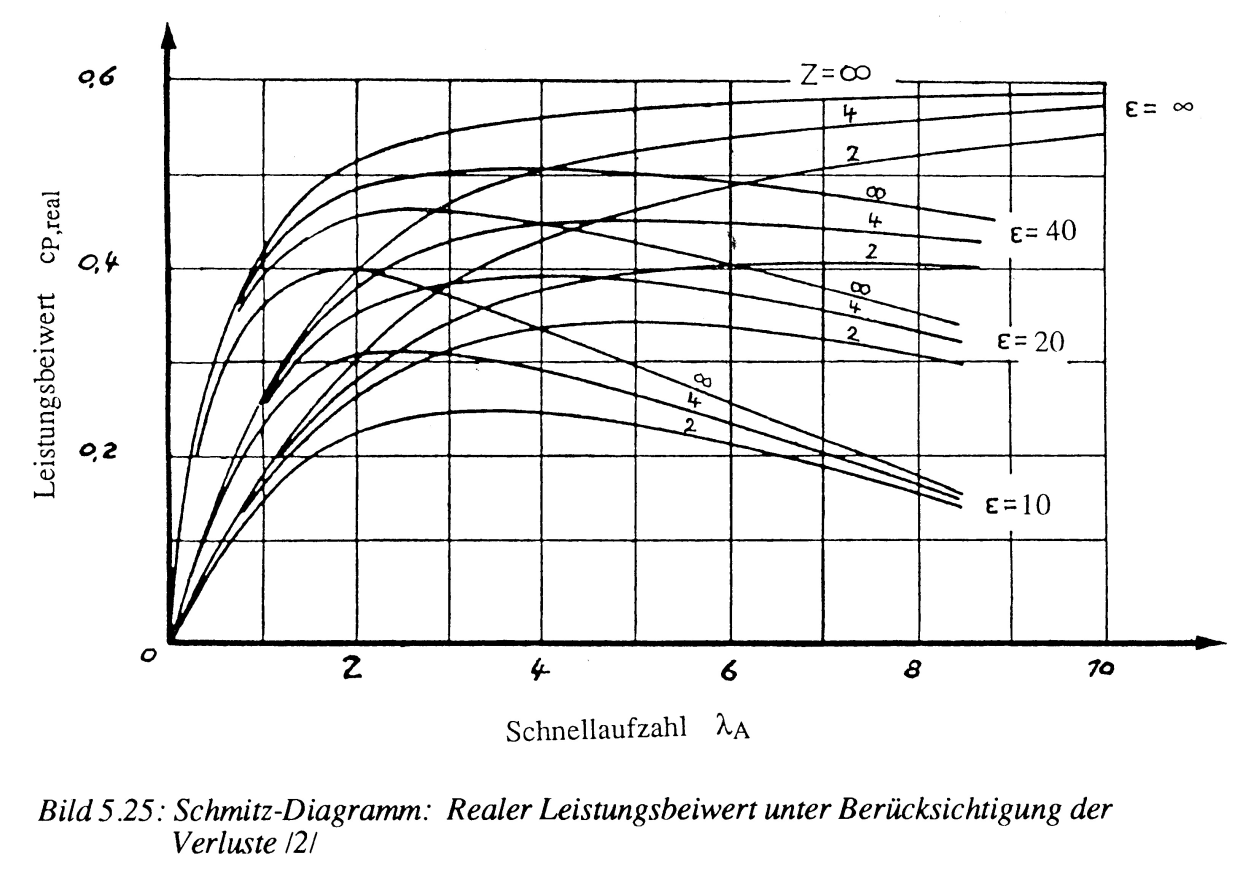 0,6
Z=∞
4
ε= ∞
2
∞
4
ε= 40
2
0,4
∞
4
2
ε= 20
∞
4
2
0,2
ε=10
0
2
4
6
8
10
Leistungsbeiwert cP,real
Schnellaufzahl λA
Bild 5.25: Schmitz-Diagramm: Realer Leistungsbeiwert unter Berücksichtigung der
Verluste /2/